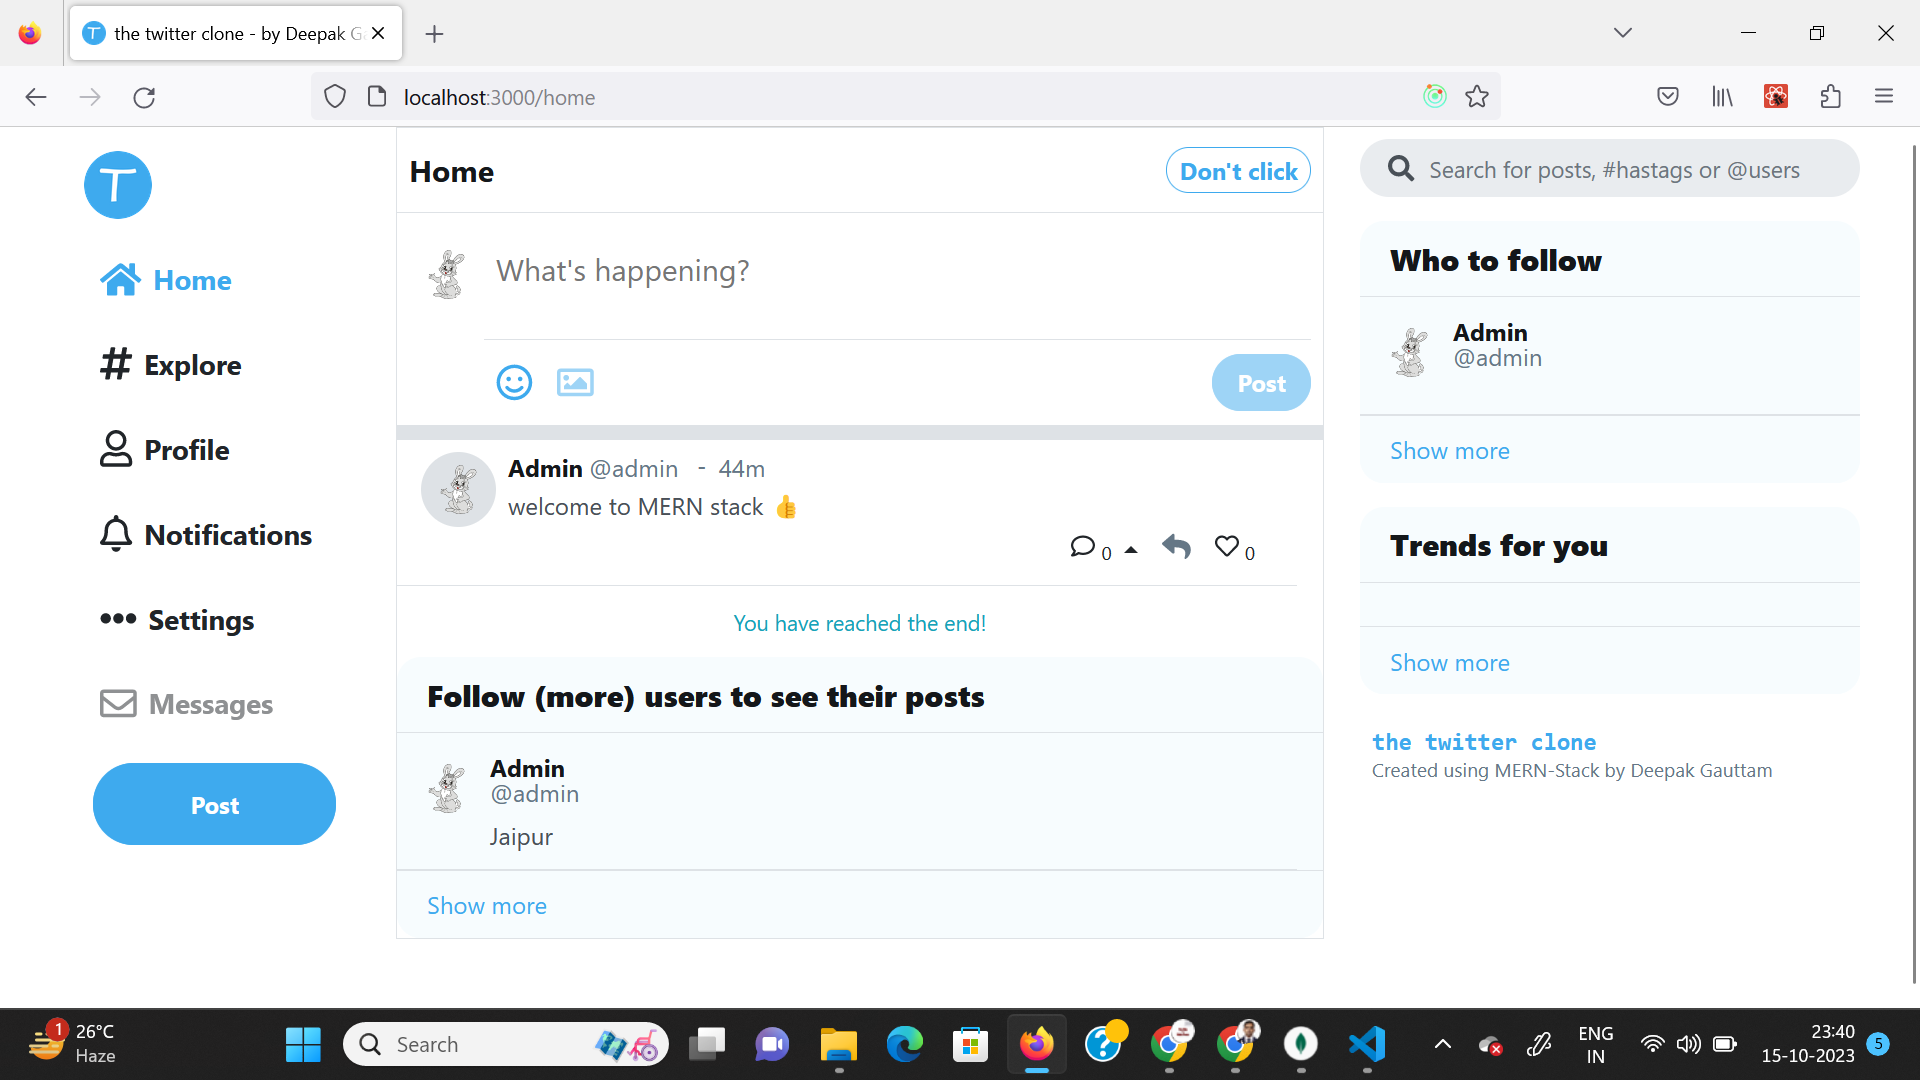 the twitter clone - by Deepak G
localhost:3000/home
T
Home
Explore
Profile
Notifications
Settings
Messages
Post
Home
Don't click
What's happening?
Post
Admin @admin - 44m
welcome to MERN stack 👍
0 0
You have reached the end!
Follow (more) users to see their posts
Admin
@admin
Jaipur
Show more
Search for posts, #hastags or @users
Who to follow
Admin
@admin
Show more
Trends for you
Show more
the twitter clone
Created using MERN-Stack by Deepak Gauttam
1
26°C
Haze
Search
ENG
IN
23:40
15-10-2023
5